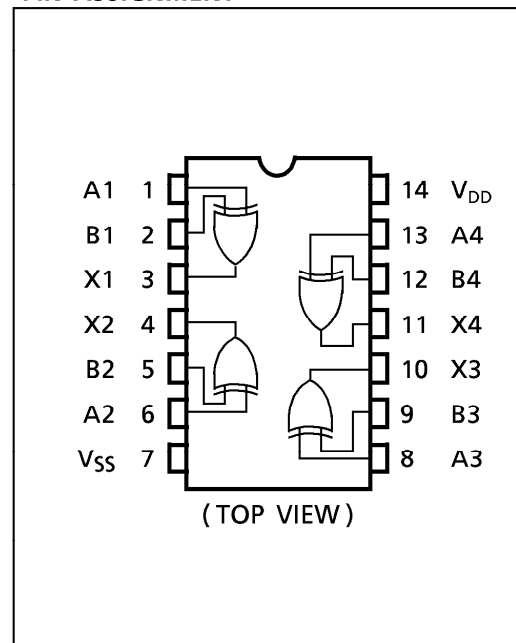 A1 1 14 VDD
B1 2 13 A4
X1 3 12 B4
X2 4 11 X4
B2 5 10 X3
A2 6 9 B3
VSS 7 8 A3
(TOP VIEW)